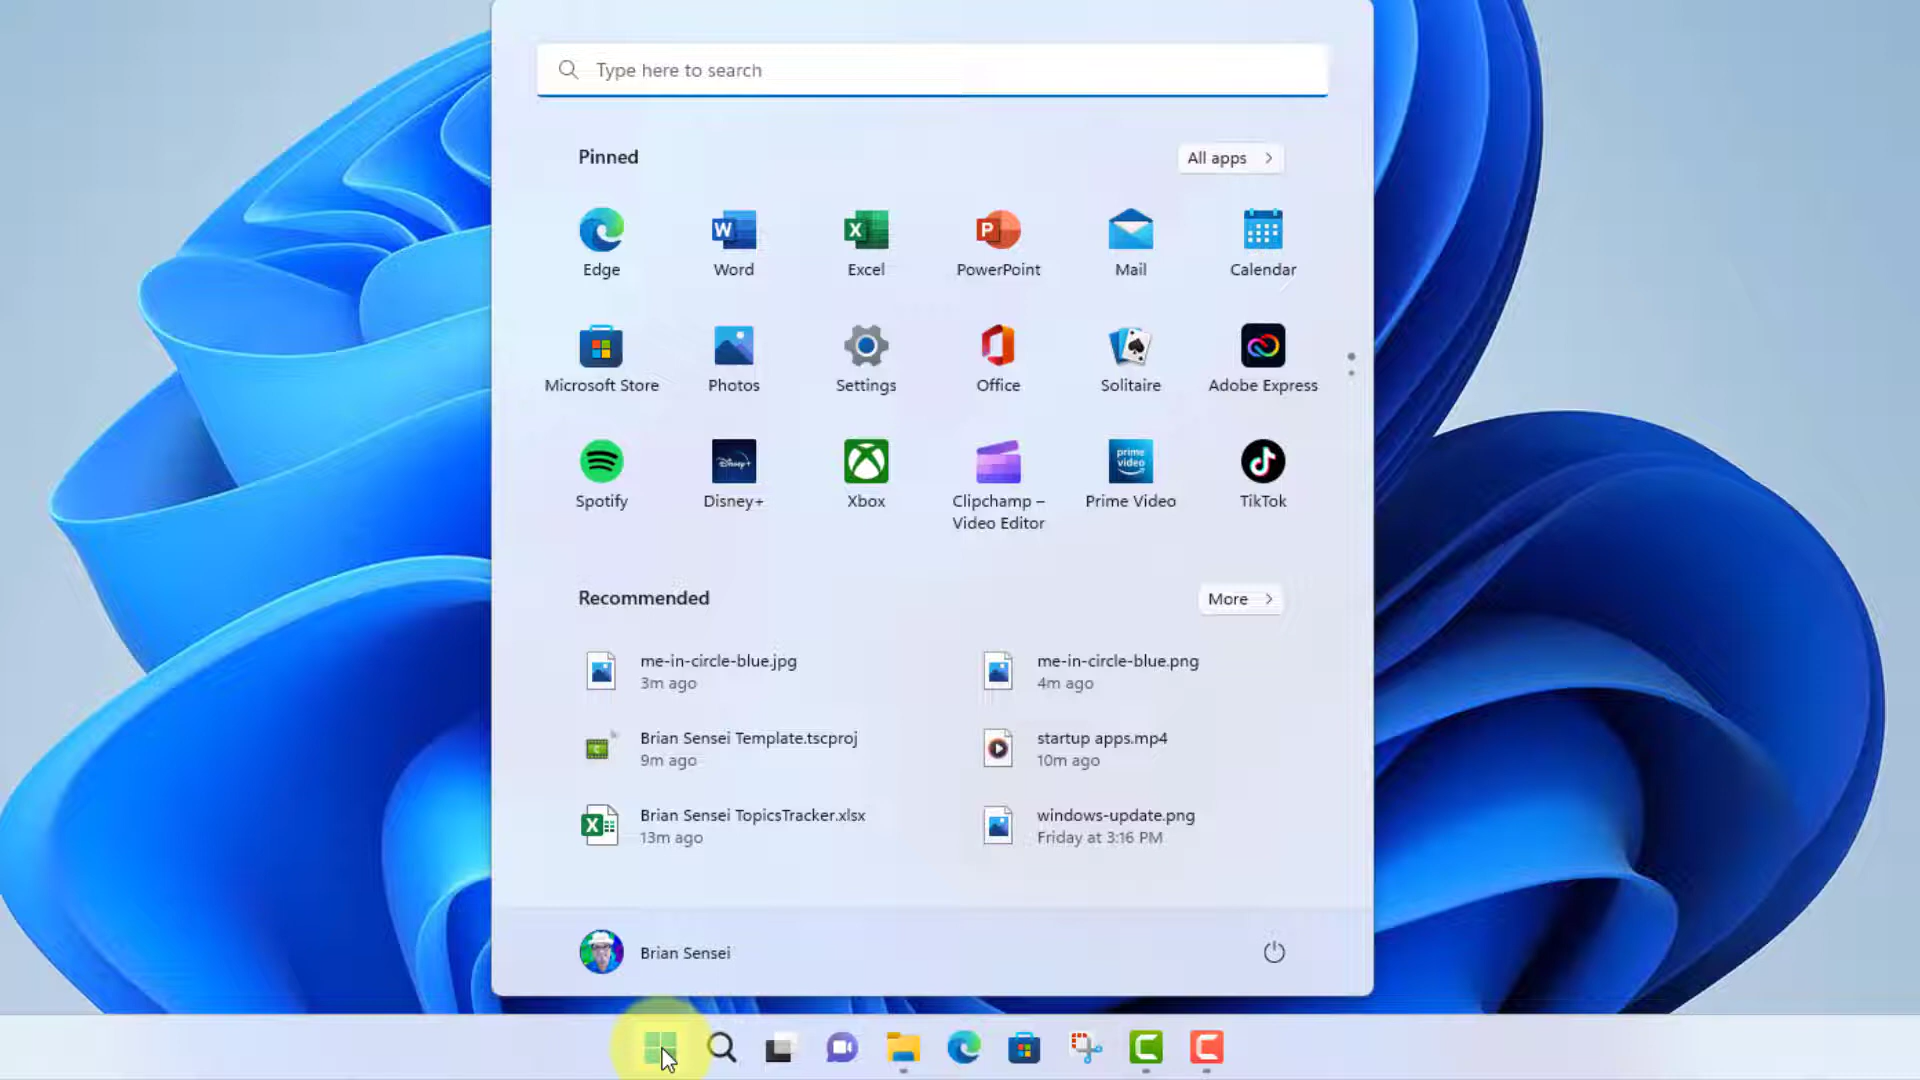 Type here to search
Pinned
All apps
Edge
Word
Excel
PowerPoint
Mail
Calendar
Microsoft Store
Photos
Settings
Office
Solitaire
Adobe Express
Disney+
prime
video
Spotify
Disney+
Xbox
Clipchamp –
Video Editor
Prime Video
TikTok
Recommended
More
me-in-circle-blue.jpg
3m ago
me-in-circle-blue.png
4m ago
Brian Sensei Template.tscproj
9m ago
startup apps.mp4
10m ago
Brian Sensei TopicsTracker.xlsx
13m ago
windows-update.png
Friday at 3:16 PM
Brian Sensei